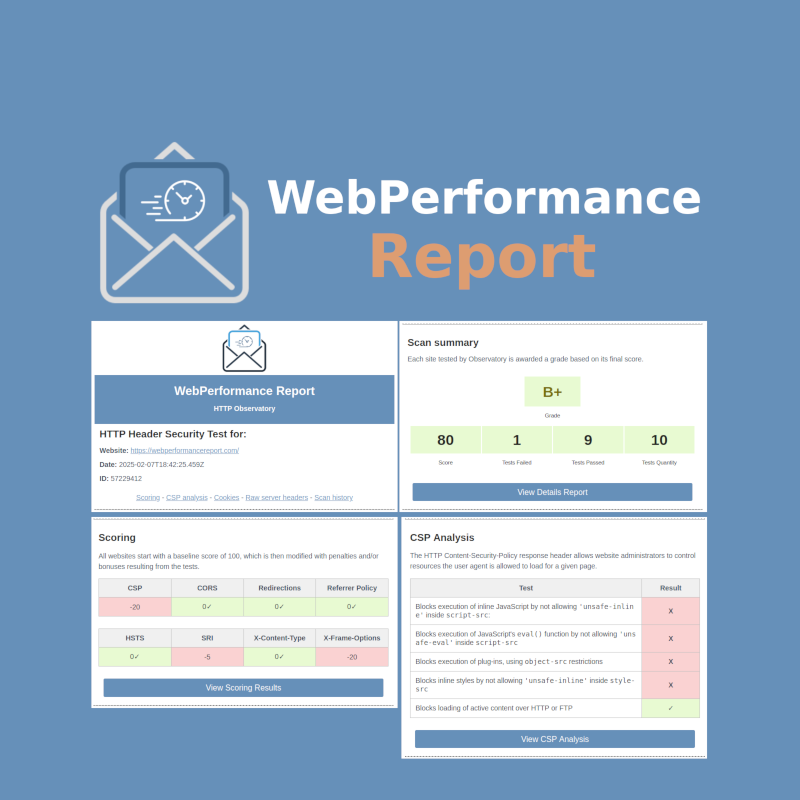 WebPerformance
Report
WebPerformance Report
HTTP Observatory
HTTP Header Security Test for:
Website: https://webperformancereport.com/
Date: 2025-02-07T18:42:25.459Z
ID: 57229412
Scoring - CSP analysis - Cookies - Raw server headers - Scan history
Scan summary
Each site tested by Observatory is awarded a grade based on its final score.
B+
Grade
80 1 9 10
Score Tests Failed Tests Passed Tests Quantity
View Details Report
Scoring
All websites start with a baseline score of 100, which is then modified with penalties and/or
bonuses resulting from the tests.
CSP CORS Redirections Referrer Policy
-20 0✓ 0✓ 0✓
HSTS SRI X-Content-Type X-Frame-Options
0✓ -5 0✓ -20
View Scoring Results
CSP Analysis
The HTTP Content-Security-Policy response header allows website administrators to control
resources the user agent is allowed to load for a given page.
Test Result
Blocks execution of inline JavaScript by not allowing 'unsafe-inlin
e' inside script-src: X
Blocks execution of JavaScript's eval() function by not allowing 'uns
afe-eval' inside script-src X
Blocks execution of plug-ins, using object-src restrictions X
Blocks inline styles by not allowing 'unsafe-inline' inside style-
src X
Blocks loading of active content over HTTP or FTP ✓
View CSP Analysis